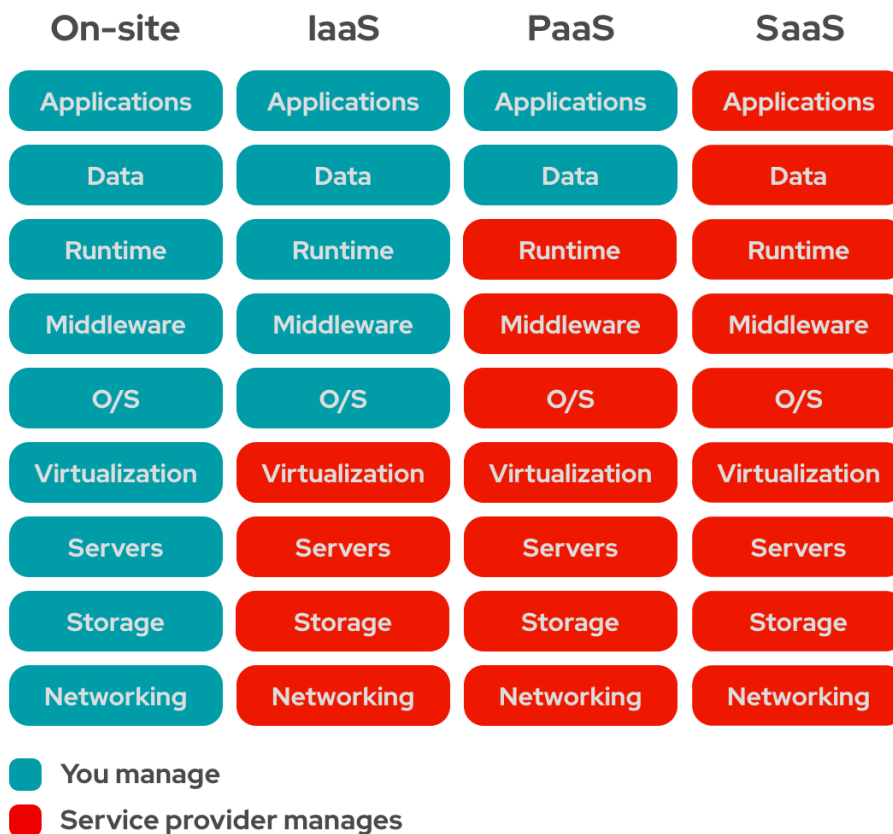 On-site IaaS PaaS SaaS
Applications Applications Applications Applications
Data Data Data Data
Runtime Runtime Runtime Runtime
Middleware Middleware Middleware Middleware
O/S O/S O/S O/S
Virtualization Virtualization Virtualization Virtualization
Servers Servers Servers Servers
Storage Storage Storage Storage
Networking Networking Networking Networking
You manage
Service provider manages